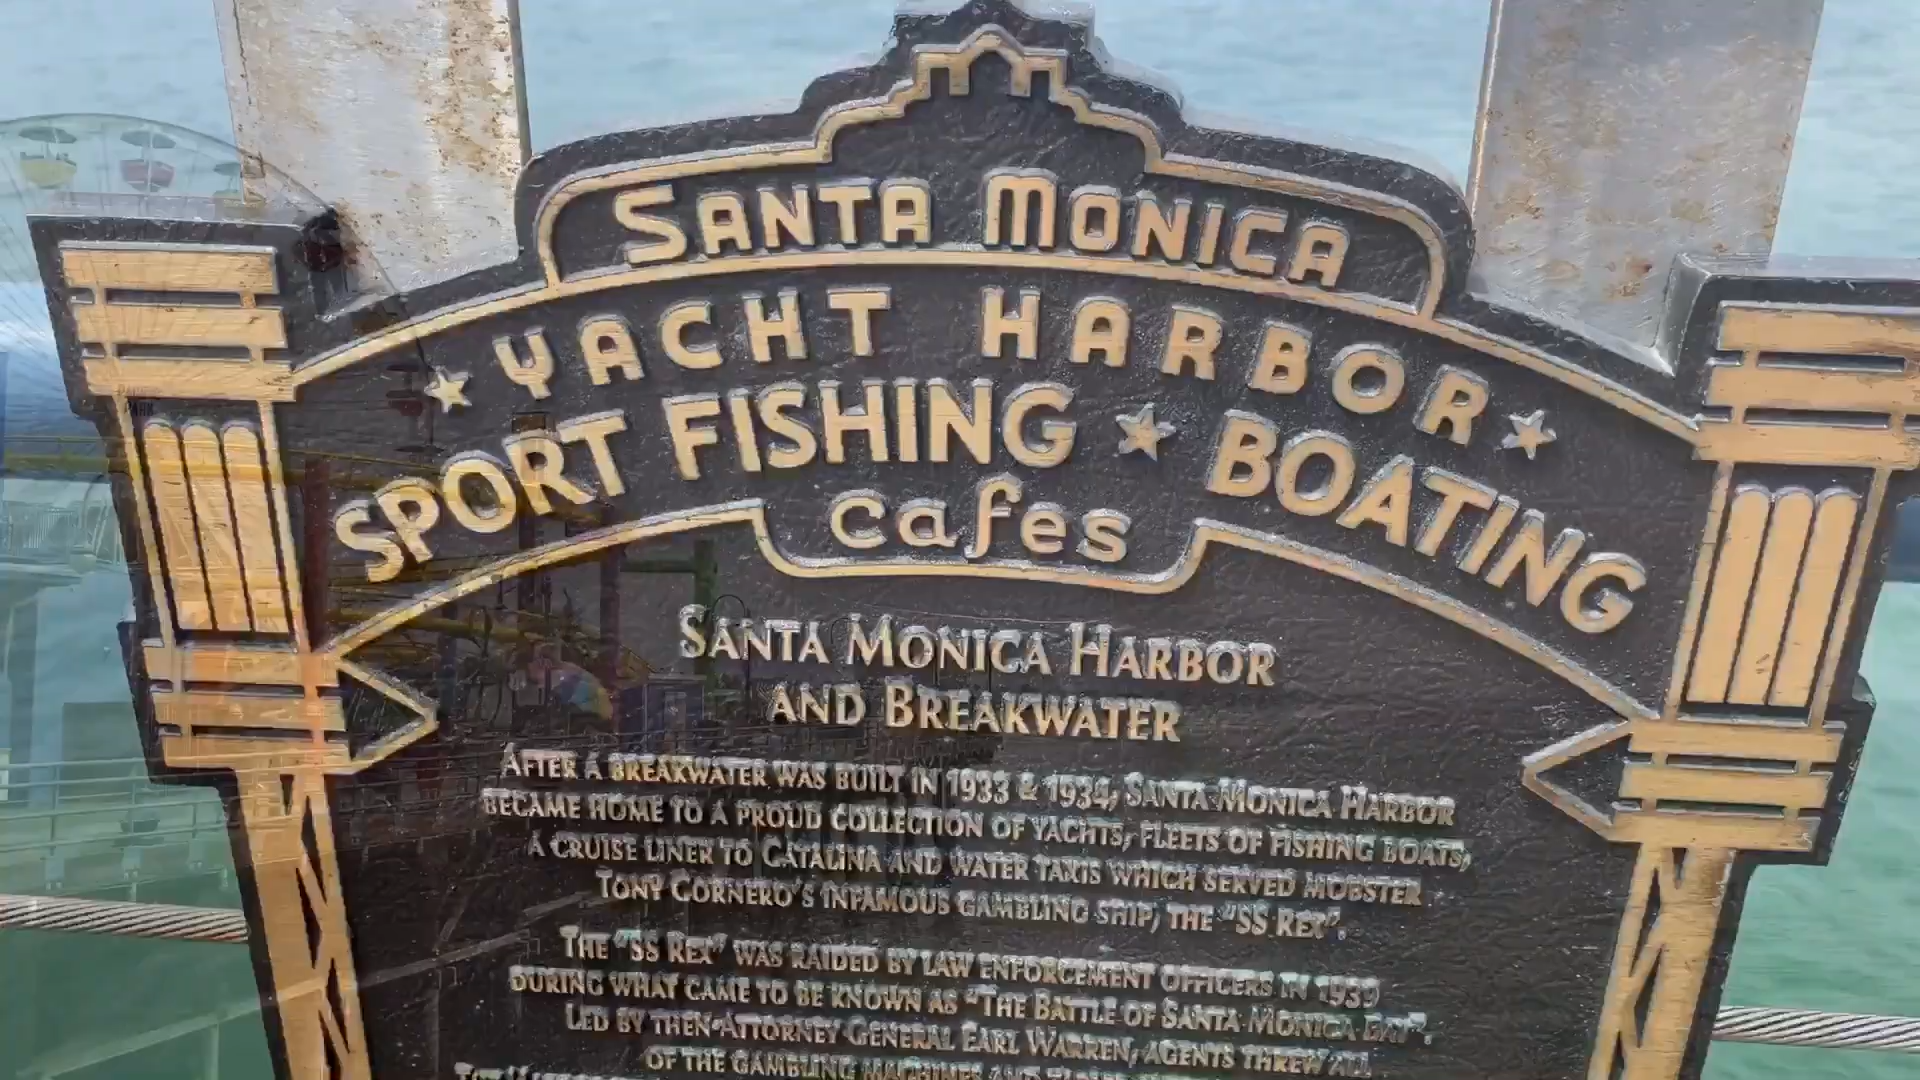 SANTA MONICA
YACHT HARBOR
SPORT FISHING ★ BOATING
cafes
SANTA MONICA HARBOR
AND BREAKWATER
AFTER A BREAKWATER WAS BUILT IN 1933 & 1934, SANTA MONICA HARBOR
BECAME HOME TO A PROUD COLLECTION OF YACHTS, FLEETS OF FISHING BOATS,
A CRUISE LINER TO CATALINA AND WATER TAXIS WHICH SERVED MOBSTER
TONY CORNERO'S INFAMOUS GAMBLING SHIP, THE "SS REX".
THE "SS REX" WAS RAIDED BY LAW ENFORCEMENT OFFICERS IN 1939
DURING WHAT CAME TO BE KNOWN AS "THE BATTLE OF SANTA MONICA BAY".
LED BY THEN-ATTORNEY GENERAL EARL WARREN, AGENTS THREW ALL
OF THE GAMBLING MACHINES AND